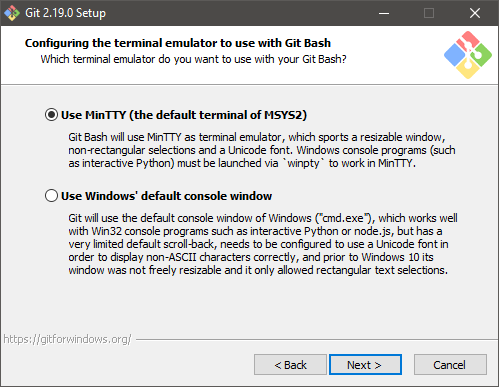 Git 2.19.0 Setup
Configuring the terminal emulator to use with Git Bash
Which terminal emulator do you want to use with your Git Bash?
Use MinTTY (the default terminal of MSYS2)
Git Bash will use MinTTY as terminal emulator, which sports a resizable window,
non-rectangular selections and a Unicode font. Windows console programs (such
as interactive Python) must be launched via `winpty` to work in MinTTY.
Use Windows' default console window
Git will use the default console window of Windows ("cmd.exe"), which works well
with Win32 console programs such as interactive Python or node.js, but has a
very limited default scroll-back, needs to be configured to use a Unicode font in
order to display non-ASCII characters correctly, and prior to Windows 10 its
window was not freely resizable and it only allowed rectangular text selections.
https://gitforwindows.org/
< Back
Next >
Cancel